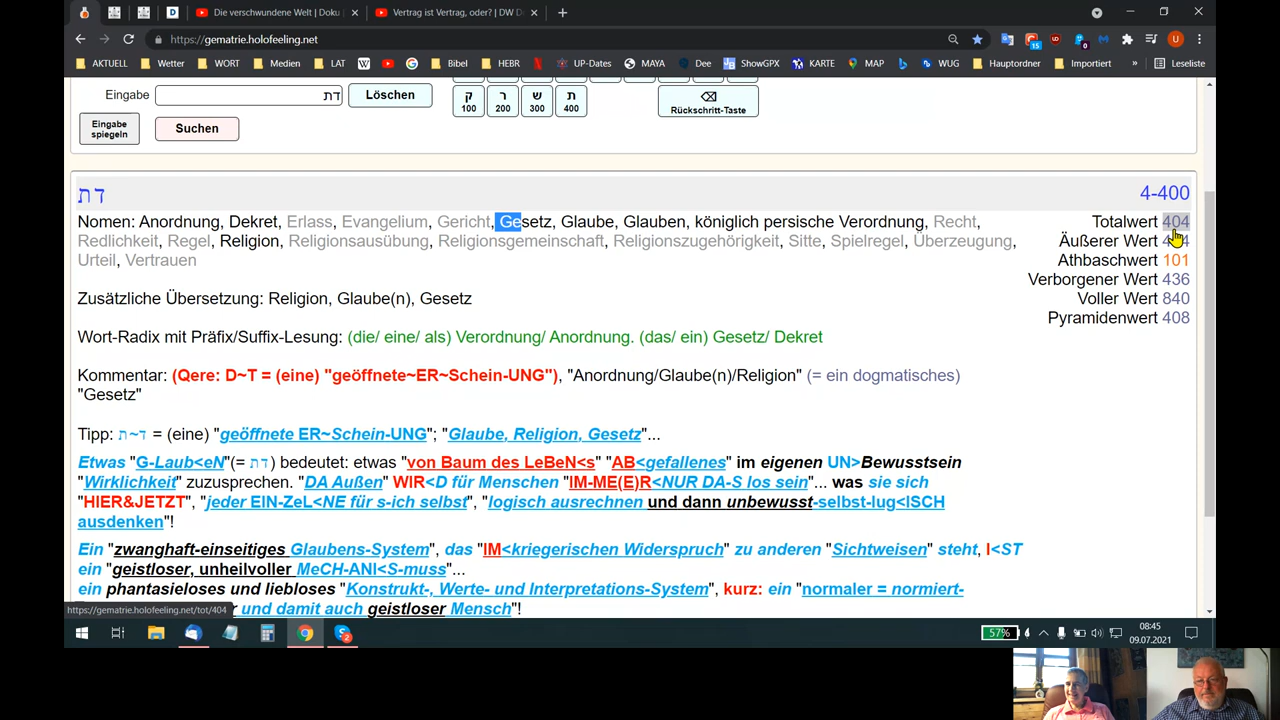 Die verschwundene Welt | Doku
Vertrag ist Vertrag, oder? | DW D
https://gematrie.holofeeling.net
AKTUELL Wetter WORT Medien LAT Bibel HEBR UP-Dates MAYA Dee ShowGPX KARTE MAP WUG Hauptordner Importiert » Leseliste
Eingabe דת Löschen
ק ר ש ת
100 200 300 400
Rückschritt-Taste
Eingabe spiegeln Suchen
דת 4-400
Nomen: Anordnung, Dekret, Erlass, Evangelium, Gericht, Gesetz, Glaube, Glauben, königlich persische Verordnung, Recht,
Redlichkeit, Regel, Religion, Religionsausübung, Religionsgemeinschaft, Religionszugehörigkeit, Sitte, Spielregel, Überzeugung,
Urteil, Vertrauen
Totalwert 404
Äußerer Wert
Athbaschwert 101
Verborgener Wert 436
Voller Wert 840
Pyramidenwert 408
Zusätzliche Übersetzung: Religion, Glaube(n), Gesetz
Wort-Radix mit Präfix/Suffix-Lesung: (die/ eine/ als) Verordnung/ Anordnung. (das/ ein) Gesetz/ Dekret
Kommentar: (Qere: D~T = (eine) "geöffnete~ER~Schein-UNG"), "Anordnung/Glaube(n)/Religion" (= ein dogmatisches)
"Gesetz"
Tipp: ד~ת = (eine) "geöffnete ER~Schein-UNG"; "Glaube, Religion, Gesetz"...
Etwas "G-Laub<eN"(= דת) bedeutet: etwas "von Baum des LeBeN<s" "AB<gefallenes" im eigenen UN>Bewusstsein
"Wirklichkeit" zuzusprechen. "DA Außen" WIR<D für Menschen "IM-ME(E)R<NUR DA-S los sein"... was sie sich
"HIER&JETZT", "jeder EIN-ZeL<NE für s-ich selbst", "logisch ausrechnen und dann unbewusst-selbst-lug<ISCH
ausdenken"!
Ein "zwanghaft-einseitiges Glaubens-System", das "IM<kriegerischen Widerspruch" zu anderen "Sichtweisen" steht, I<ST
ein "geistloser, unheilvoller MeCH-ANI<S-muss"...
ein phantasieloses und liebloses "Konstrukt-, Werte- und Interpretations-System", kurz: ein "normaler = normiert-
und damit auch geistloser Mensch"!
https://gematrie.holofeeling.net/tot/404
57% 08:45
09.07.2021